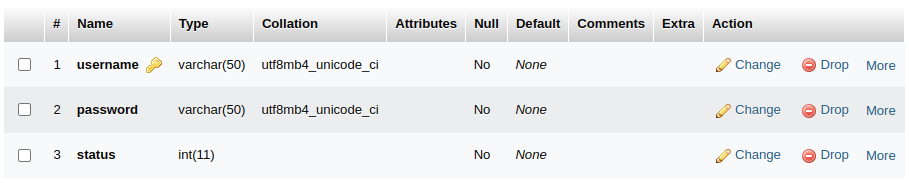 # Name Type Collation Attributes Null Default Comments Extra Action
1 username varchar(50) utf8mb4_unicode_ci No None Change Drop More
2 password varchar(50) utf8mb4_unicode_ci No None Change Drop More
3 status int(11) No None Change Drop More